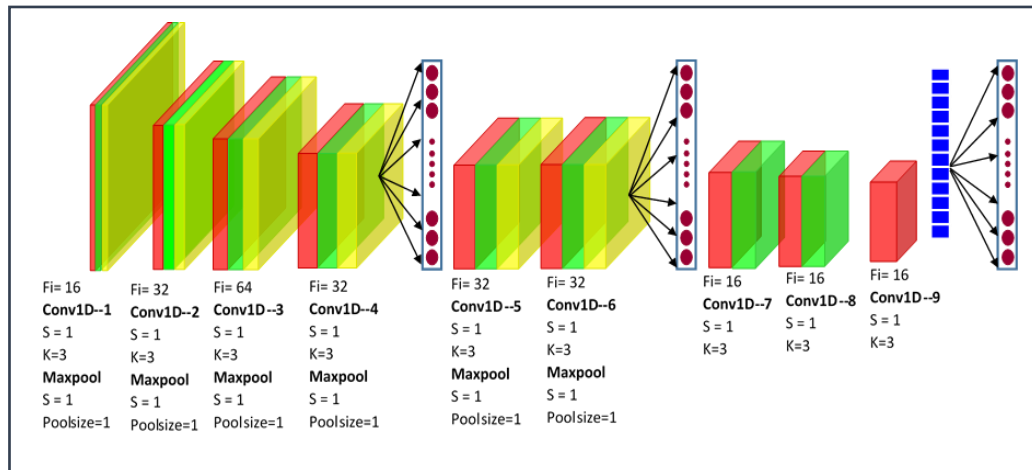 Fi= 16
Conv1D--1
S = 1
K=3
Maxpool
S = 1
Poolsize=1
Fi= 32
Conv1D--2
S = 1
K=3
Maxpool
S = 1
Poolsize=1
Fi= 64
Conv1D--3
S = 1
K=3
Maxpool
S = 1
Poolsize=1
Fi= 32
Conv1D--4
S = 1
K=3
Maxpool
S = 1
Poolsize=1
Fi= 32
Conv1D--5
S = 1
K=3
Maxpool
S = 1
Poolsize=1
Fi= 32
Conv1D--6
S = 1
K=3
Maxpool
S = 1
Poolsize=1
Fi= 16
Conv1D--7
S = 1
K=3
Fi= 16
Conv1D--8
S = 1
K=3
Fi= 16
Conv1D--9
S = 1
K=3